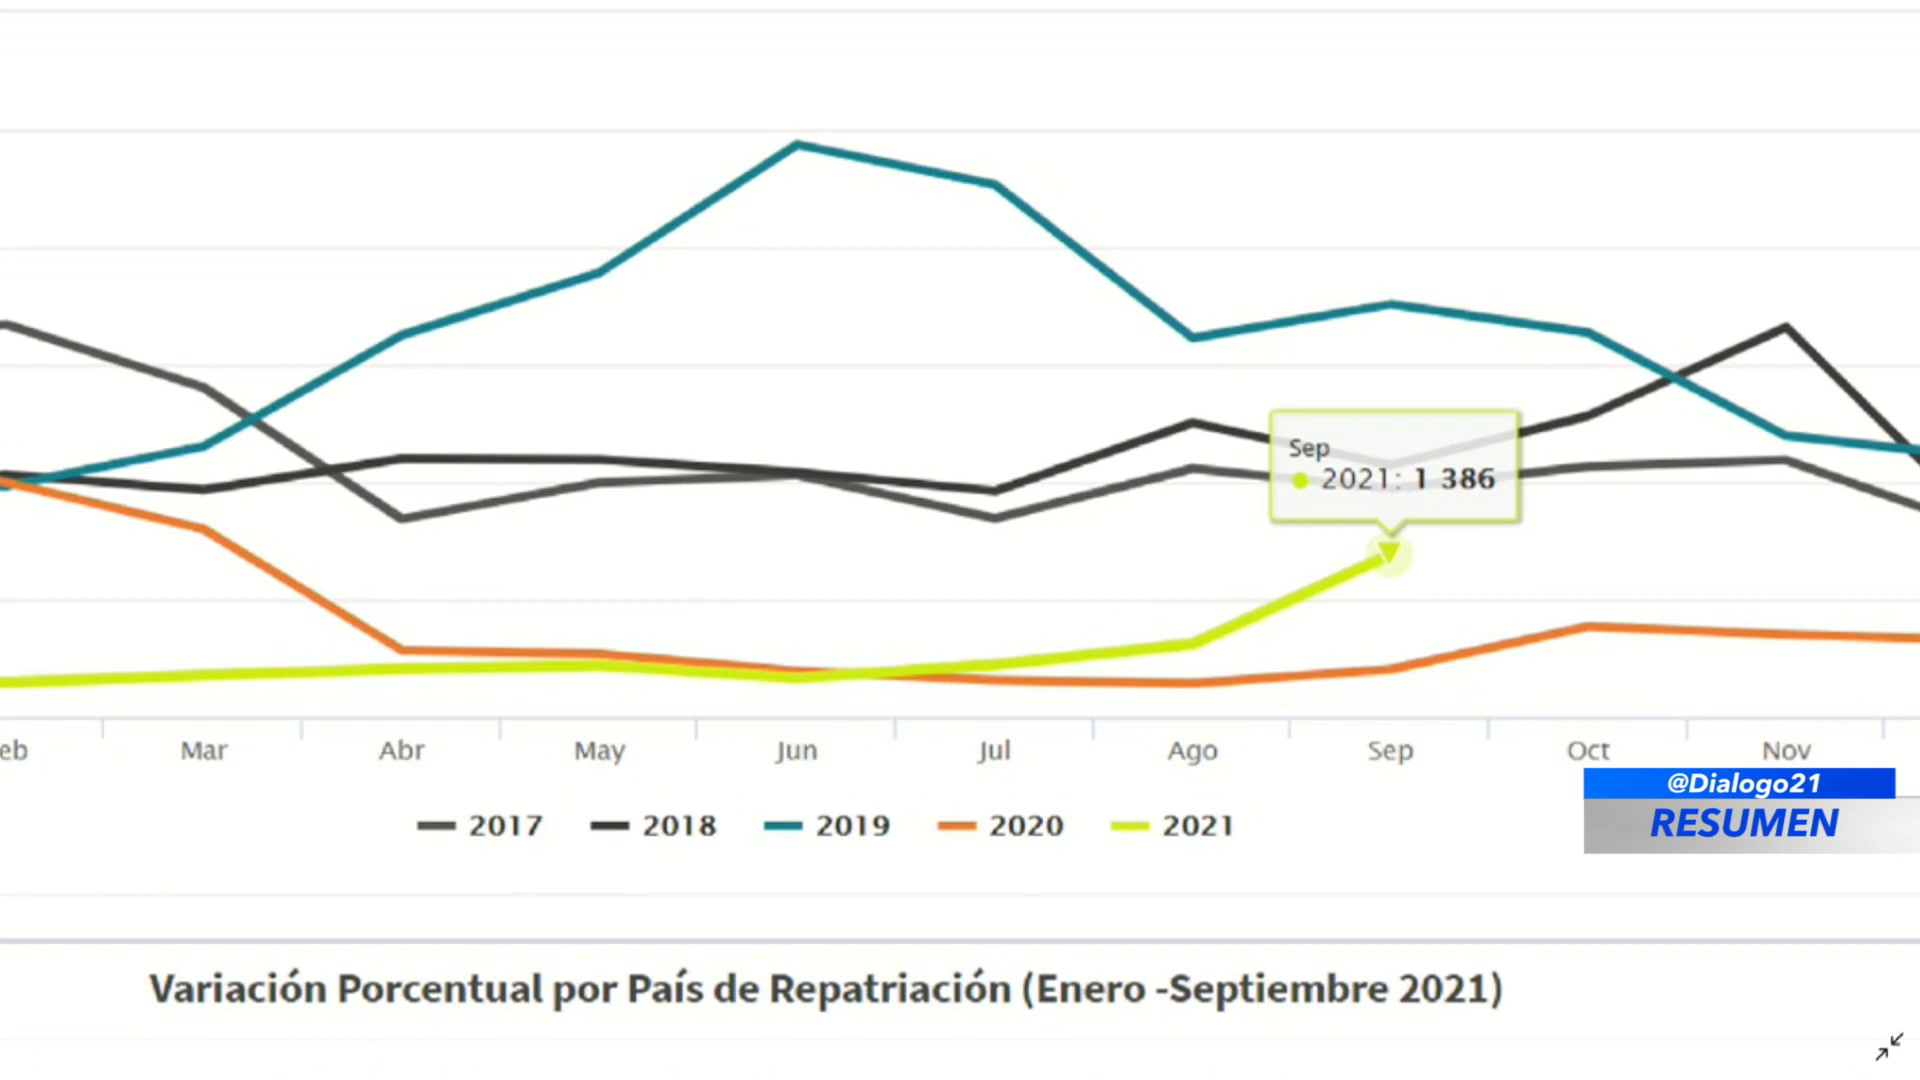 Sep
2021: 1 386
eb Mar Abr May Jun Jul Ago Sep Oct Nov
@Dialogo21
RESUMEN
2017 2018 2019 2020 2021
Variación Porcentual por País de Repatriación (Enero -Septiembre 2021)